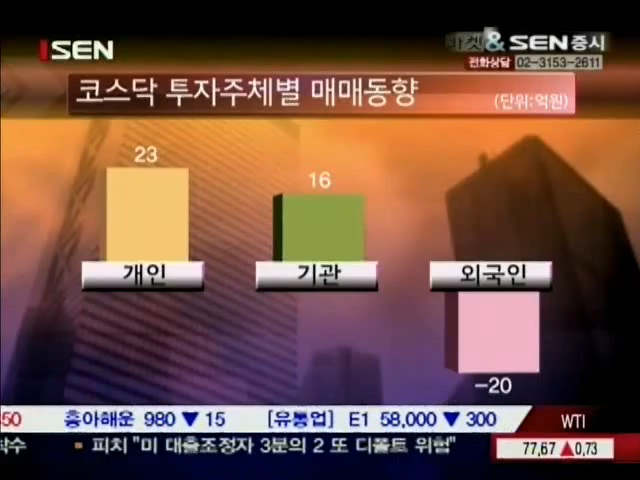 SEN
마켓& SEN 증시
전화상담 02-3153-2611
코스닥 투자주체별 매매동향
(단위:억원)
23
16
개인
기관
외국인
-20
50 흥아해운 980 ▼ 15 [유통업] E1 58,000 ▼ 300
WTI
학수 ▪ 피치 "미 대출조정자 3분의 2 또 디폴트 위험"
77,67 ▲0,73